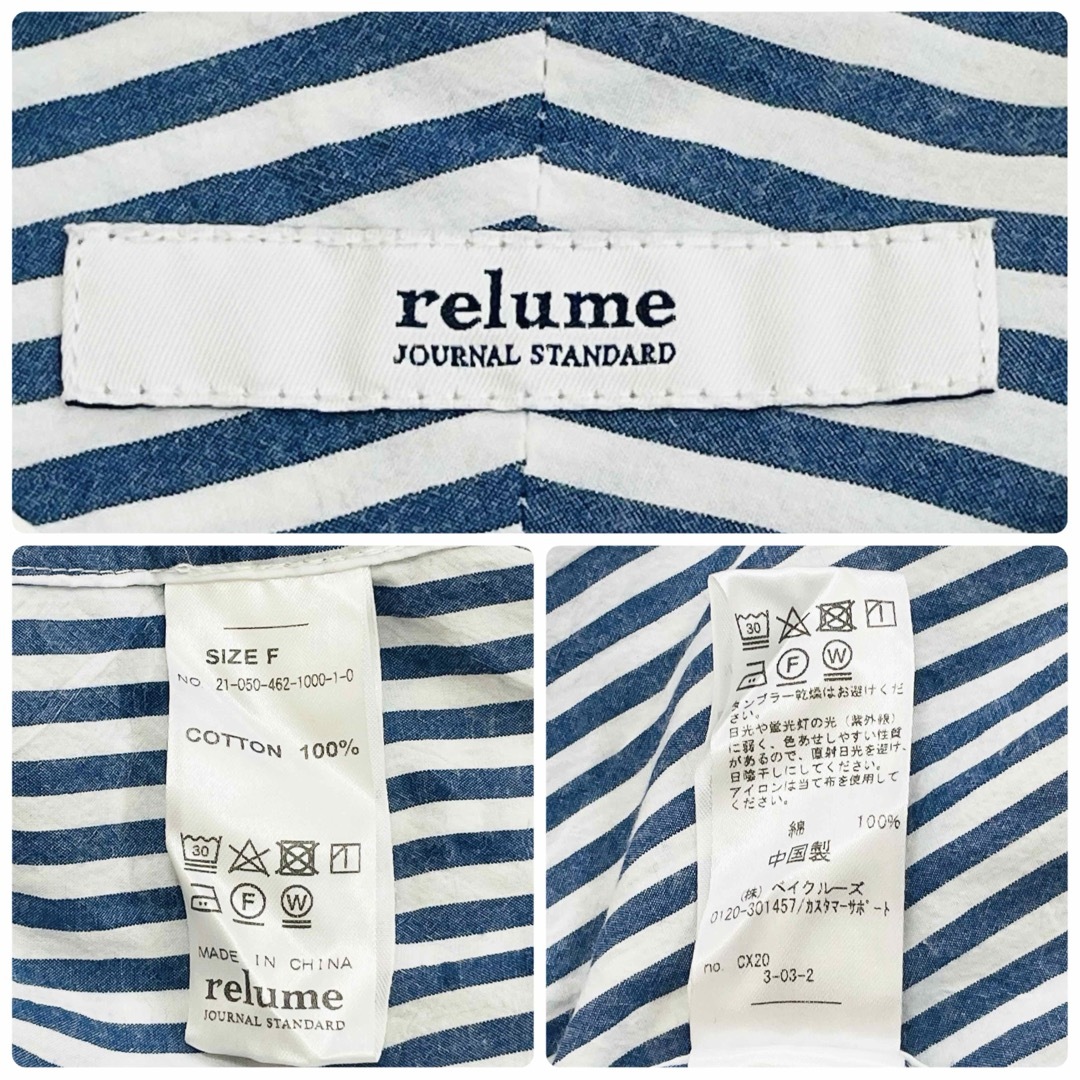 relume
JOURNAL STANDARD
SIZE F
NO. 21-050-462-1000-1-0
COTTON 100%
30
F W
MADE IN CHINA
relume
JOURNAL STANDARD
30
F W
タンブラー乾燥はお避けくだ
さい。
日光や蛍光灯の光（紫外線）
に弱く、色あせしやすい性質
があるので、直射日光を避け、
日陰干しにしてください。
アイロンは当て布を使用して
ください。
綿 100%
中国製
(株) ベイクルーズ
0120-301457/カスタマーサポート
no. CX20
3-03-2